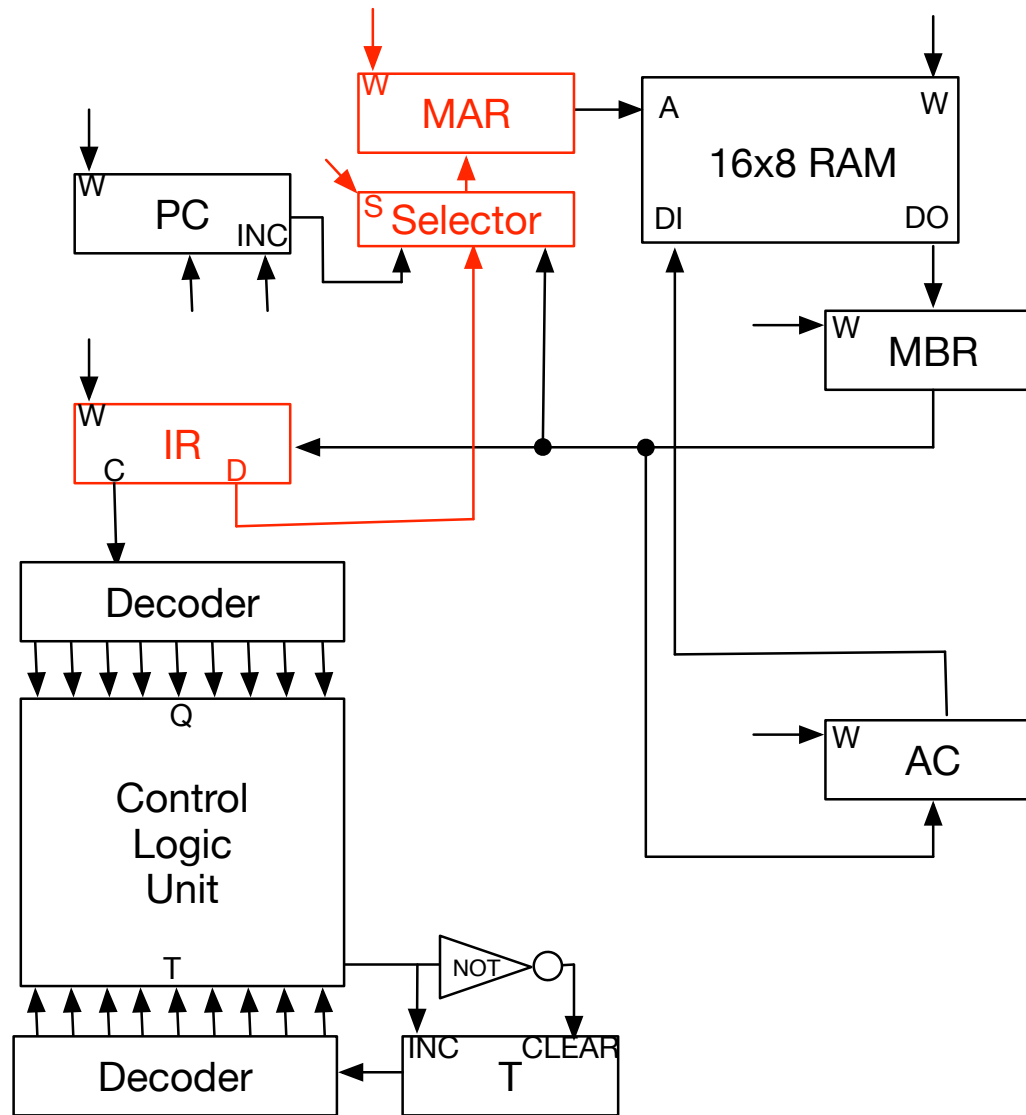 W
MAR
A
W
16x8 RAM
DI
DO
W
PC
INC
S
Selector
W
MBR
W
IR
C
D
Decoder
Q
Control
Logic
Unit
T
W
AC
NOT
INC
CLEAR
T
Decoder